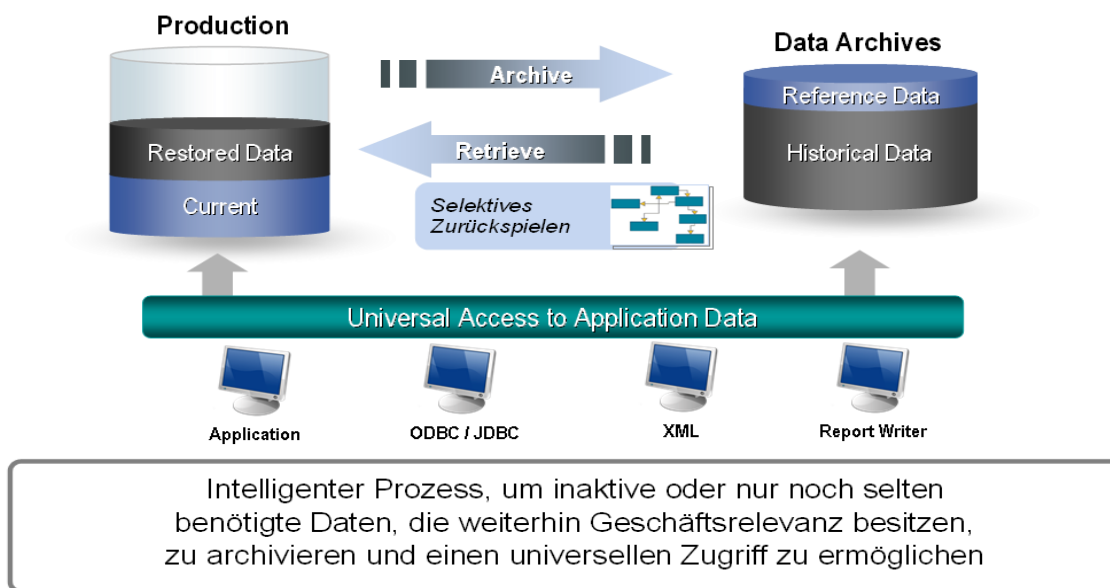 Production
Data Archives
Archive
Reference Data
Restored Data
Retrieve
Historical Data
Current
Selektives
Zurückspielen
Universal Access to Application Data
Application
ODBC / JDBC
XML
Report Writer
Intelligenter Prozess, um inaktive oder nur noch selten
benötigte Daten, die weiterhin Geschäftsrelevanz besitzen,
zu archivieren und einen universellen Zugriff zu ermöglichen